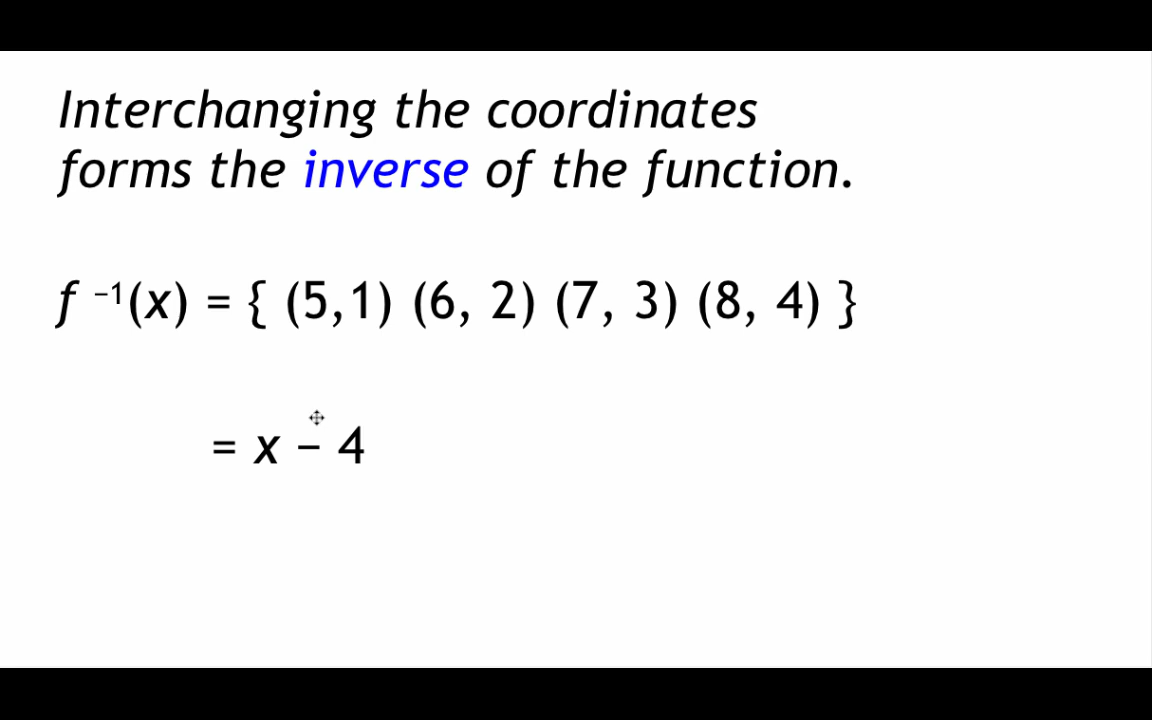 Interchanging the coordinates
forms the inverse of the function.
f ⁻¹(x) = { (5,1) (6, 2) (7, 3) (8, 4) }
= x – 4